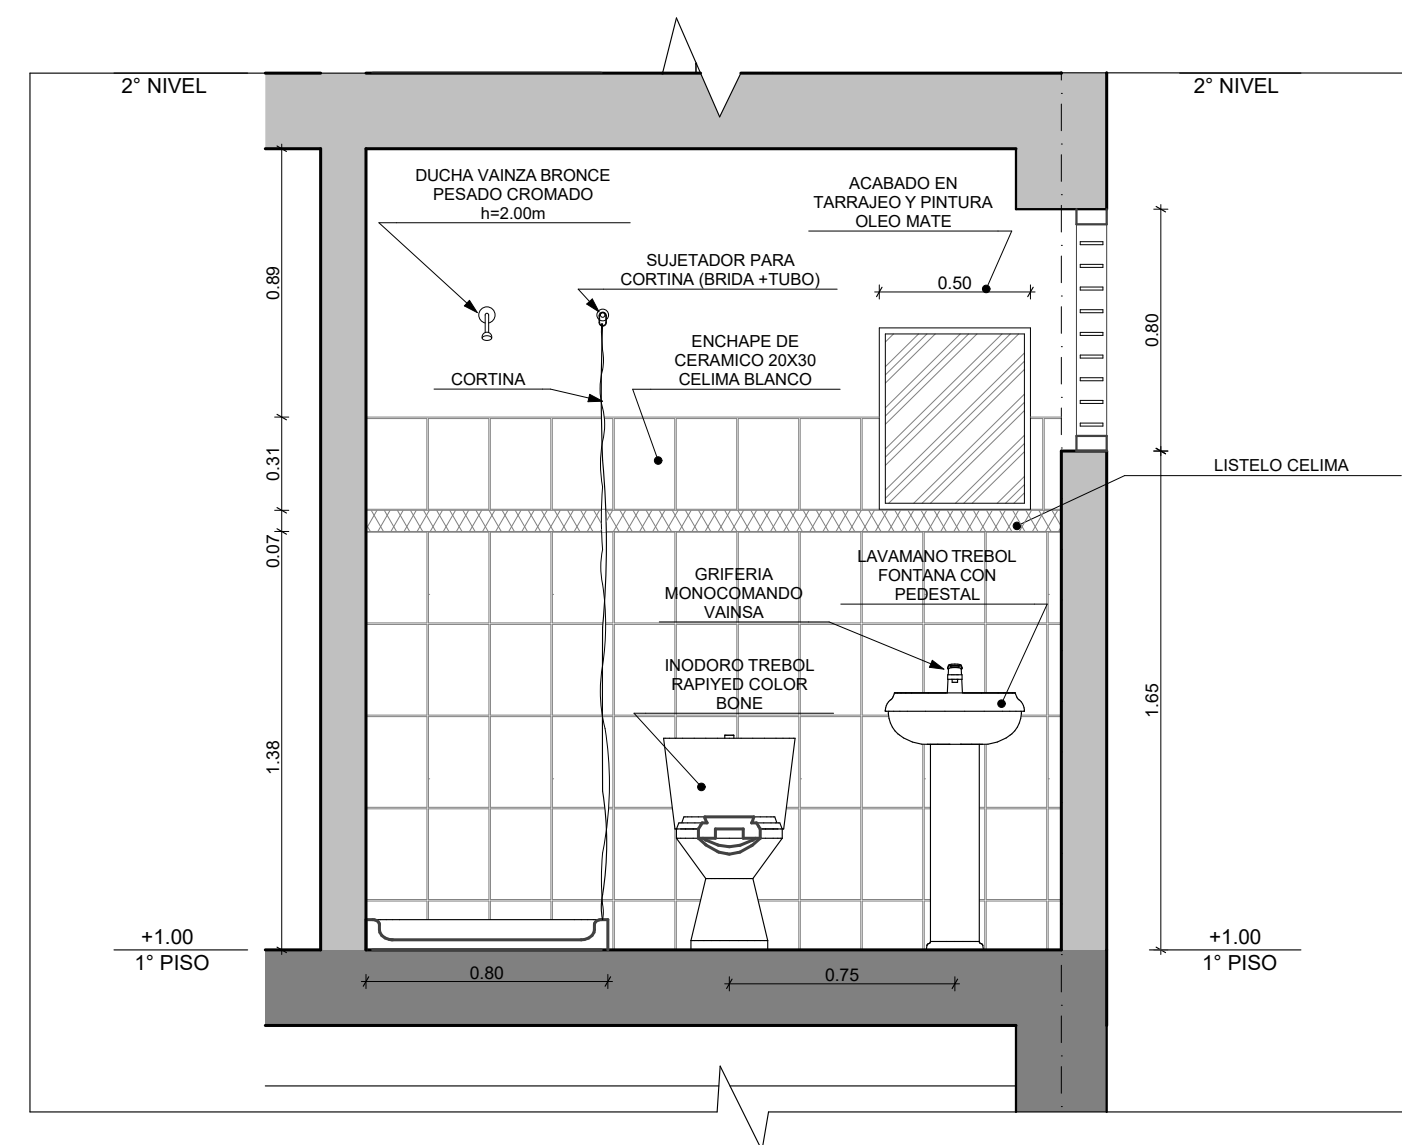 2° NIVEL
2° NIVEL
DUCHA VAINZA BRONCE
PESADO CROMADO
h=2.00m
ACABADO EN
TARRAJEO Y PINTURA
OLEO MATE
SUJETADOR PARA
CORTINA (BRIDA +TUBO)
0.50
0.89
0.80
ENCHAPE DE
CERAMICO 20X30
CELIMA BLANCO
CORTINA
0.31
LISTELO CELIMA
0.07
LAVAMANO TREBOL
FONTANA CON
PEDESTAL
GRIFERIA
MONOCOMANDO
VAINSA
INODORO TREBOL
RAPIYED COLOR
BONE
1.65
1.38
+1.00
1° PISO
+1.00
1° PISO
0.80
0.75